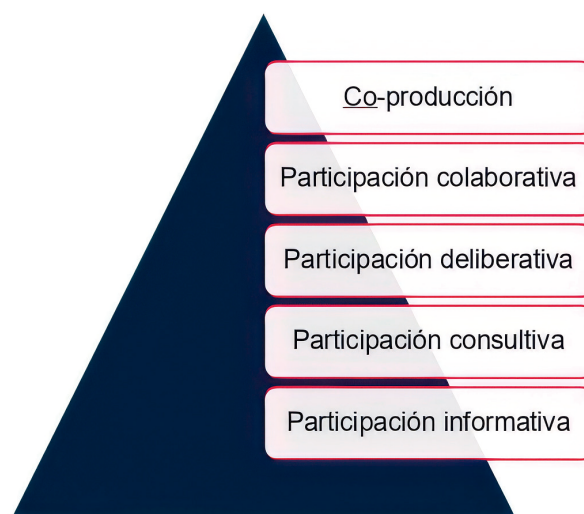 Co-producción
Participación colaborativa
Participación deliberativa
Participación consultiva
Participación informativa